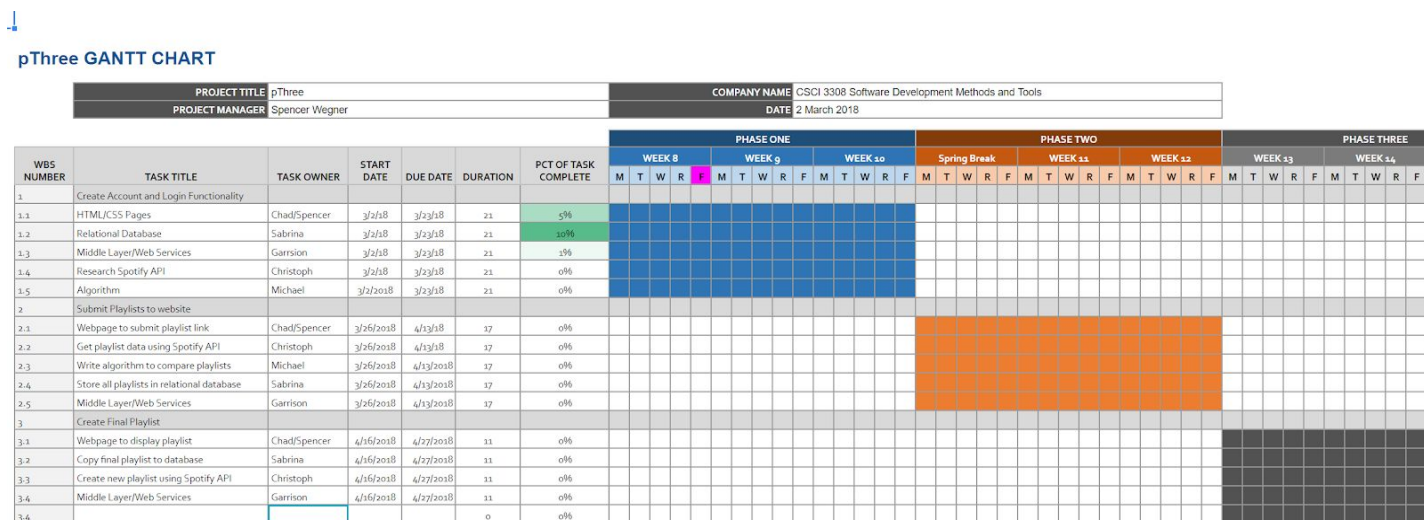 pThree GANTT CHART
PROJECT TITLE pThree COMPANY NAME CSCI 3308 Software Development Methods and Tools
PROJECT MANAGER Spencer Wegner DATE 2 March 2018
PHASE ONE PHASE TWO PHASE THREE
WBS NUMBER TASK TITLE TASK OWNER START DATE DUE DATE DURATION PCT OF TASK COMPLETE WEEK 8 WEEK 9 WEEK 10 Spring Break WEEK 11 WEEK 12 WEEK 13 WEEK 14
M T W R F M T W R F M T W R F M T W R F M T W R F M T W R F M T W R F M T W R F
1 Create Account and Login Functionality
1.1 HTML/CSS Pages Chad/Spencer 3/2/18 3/23/18 21 5%
1.2 Relational Database Sabrina 3/2/18 3/23/18 21 10%
1.3 Middle Layer/Web Services Garrsion 3/2/18 3/23/18 21 1%
1.4 Research Spotify API Christoph 3/2/18 3/23/18 21 0%
1.5 Algorithm Michael 3/2/2018 3/23/18 21 0%
2 Submit Playlists to website
2.1 Webpage to submit playlist link Chad/Spencer 3/26/2018 4/13/18 17 0%
2.2 Get playlist data using Spotify API Christoph 3/26/2018 4/13/18 17 0%
2.3 Write algorithm to compare playlists Michael 3/26/2018 4/13/2018 17 0%
2.4 Store all playlists in relational database Sabrina 3/26/2018 4/13/2018 17 0%
2.5 Middle Layer/Web Services Garrison 3/26/2018 4/13/2018 17 0%
3 Create Final Playlist
3.1 Webpage to display playlist Chad/Spencer 4/16/2018 4/27/2018 11 0%
3.2 Copy final playlist to database Sabrina 4/16/2018 4/27/2018 11 0%
3.3 Create new playlist using Spotify API Christoph 4/16/2018 4/27/2018 11 0%
3.4 Middle Layer/Web Services Garrison 4/16/2018 4/27/2018 11 0%
3.4 0 0%